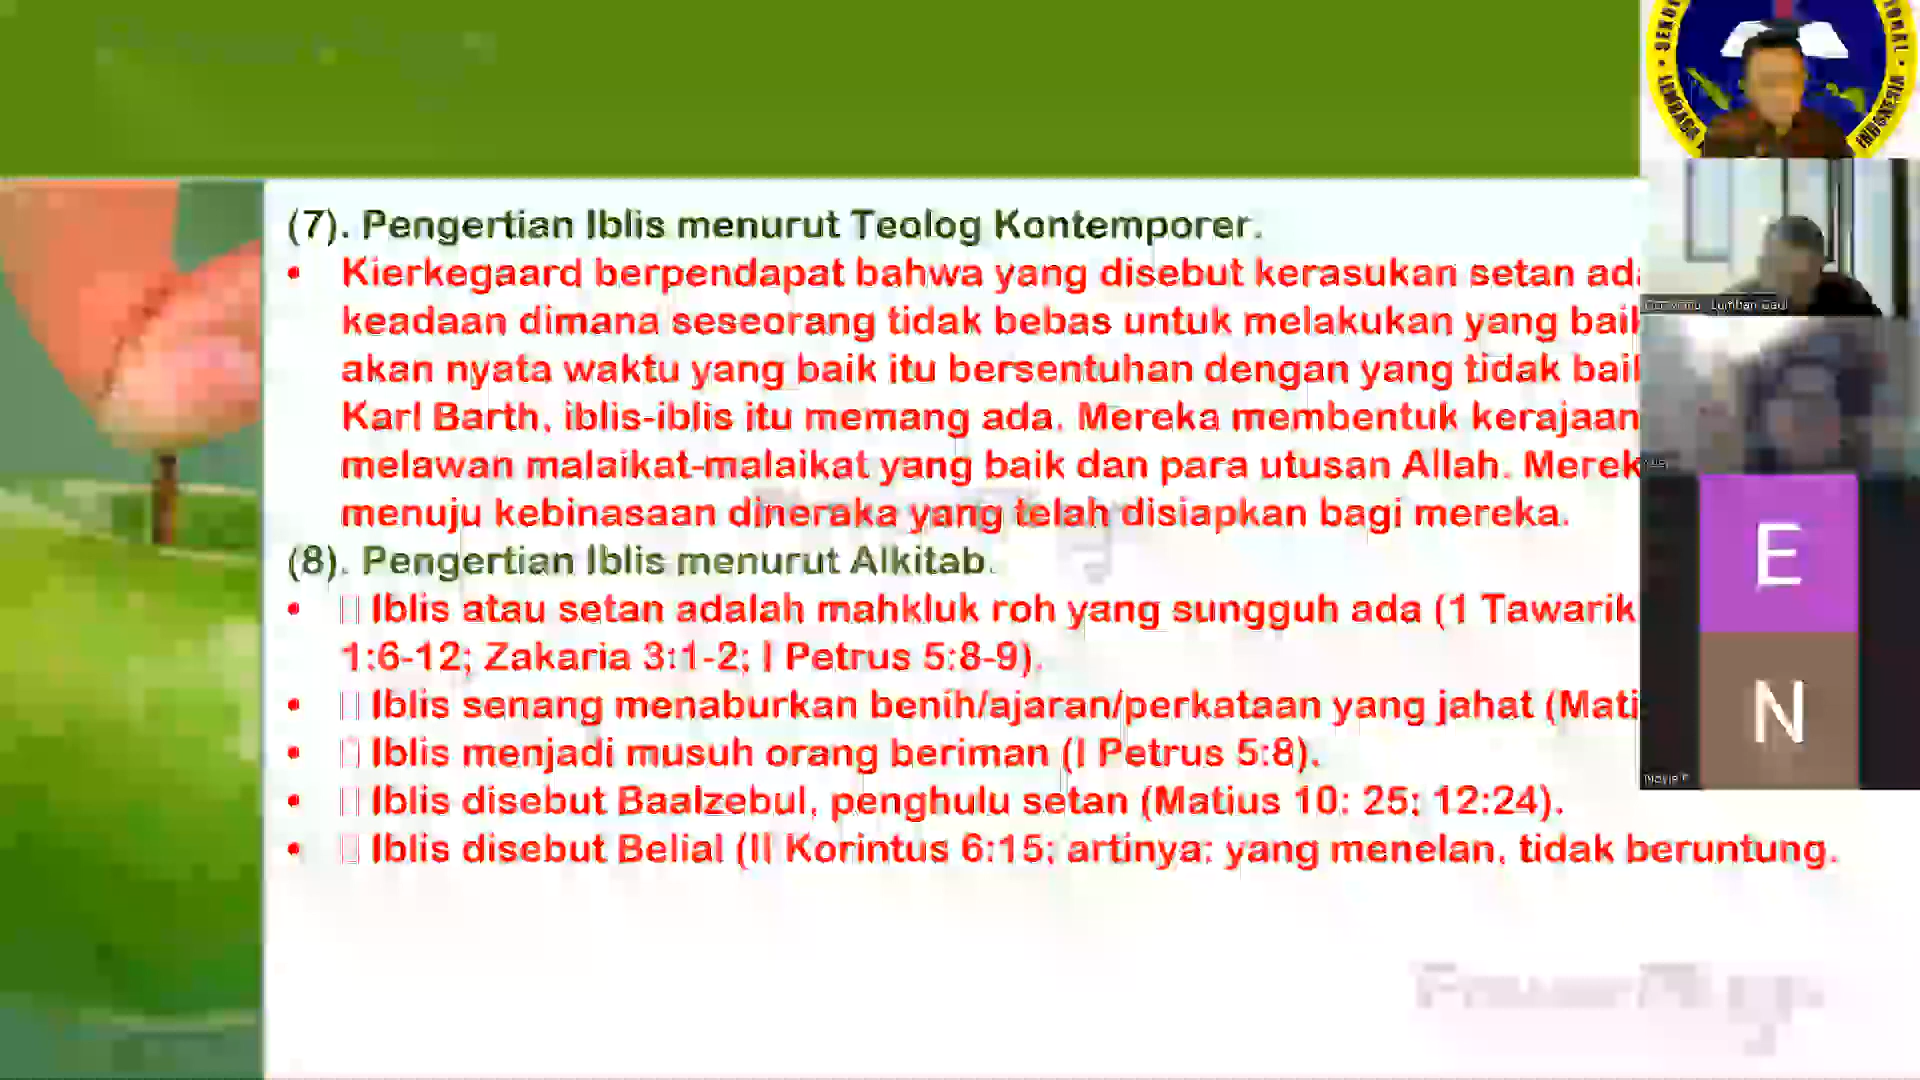 (7). Pengertian Iblis menurut Teolog Kontemporer.
• Kierkegaard berpendapat bahwa yang disebut kerasukan setan
keadaan dimana seseorang tidak bebas untuk melakukan yang
akan nyata waktu yang baik itu bersentuhan dengan yang tidak
Karl Barth, iblis-iblis itu memang ada. Mereka membentuk kerajaan
melawan malaikat-malaikat yang baik dan para utusan Allah.
menuju kebinasaan dineraka yang telah disiapkan bagi mereka.
(8). Pengertian Iblis menurut Alkitab.
• Iblis atau setan adalah mahkluk roh yang sungguh ada (1
1:6-12; Zakaria 3:1-2; I Petrus 5:8-9).
• Iblis senang menaburkan benih/ajaran/perkataan yang jahat
• Iblis menjadi musuh orang beriman (I Petrus 5:8).
• Iblis disebut Baalzebul, penghulu setan (Matius 10: 25; 12:24).
• Iblis disebut Belial (II Korintus 6:15; artinya: yang menelan, tidak beruntung.
INDONESIA
E
N